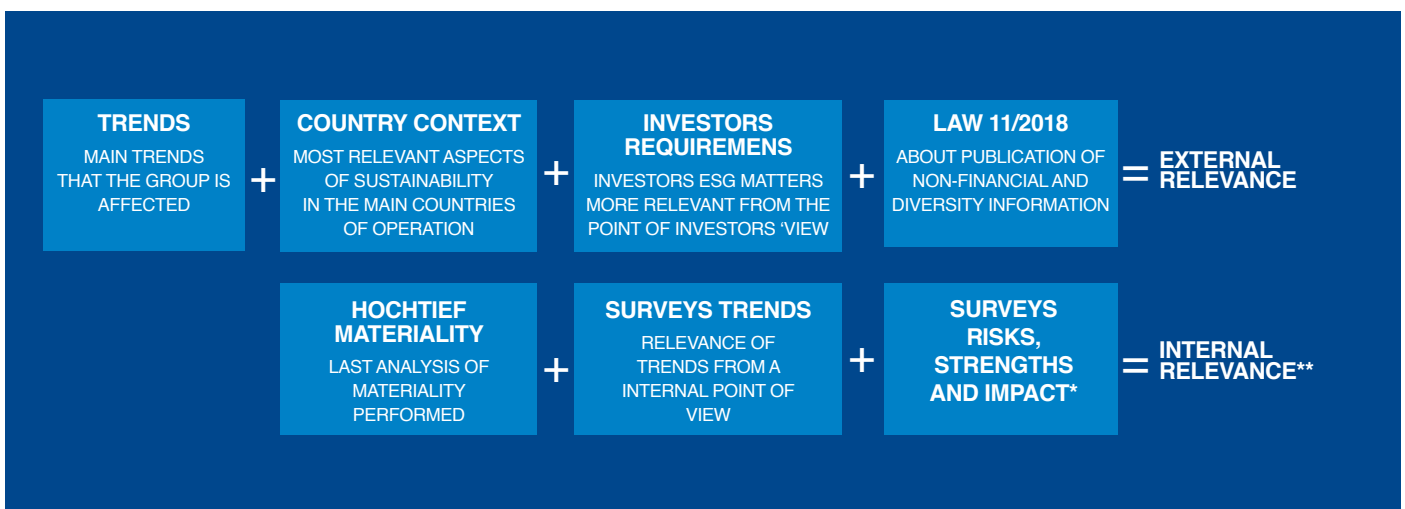 TRENDS
MAIN TRENDS
THAT THE GROUP IS
AFFECTED
+
COUNTRY CONTEXT
MOST RELEVANT ASPECTS
OF SUSTAINABILITY
IN THE MAIN COUNTRIES
OF OPERATION
+
INVESTORS
REQUIREMENS
INVESTORS ESG MATTERS
MORE RELEVANT FROM THE
POINT OF INVESTORS ‘VIEW
+
LAW 11/2018
ABOUT PUBLICATION OF
NON-FINANCIAL AND
DIVERSITY INFORMATION
=
EXTERNAL
RELEVANCE
HOCHTIEF
MATERIALITY
LAST ANALYSIS OF
MATERIALITY
PERFORMED
+
SURVEYS TRENDS
RELEVANCE OF
TRENDS FROM A
INTERNAL POINT OF
VIEW
+
SURVEYS
RISKS,
STRENGTHS
AND IMPACT*
=
INTERNAL
RELEVANCE**